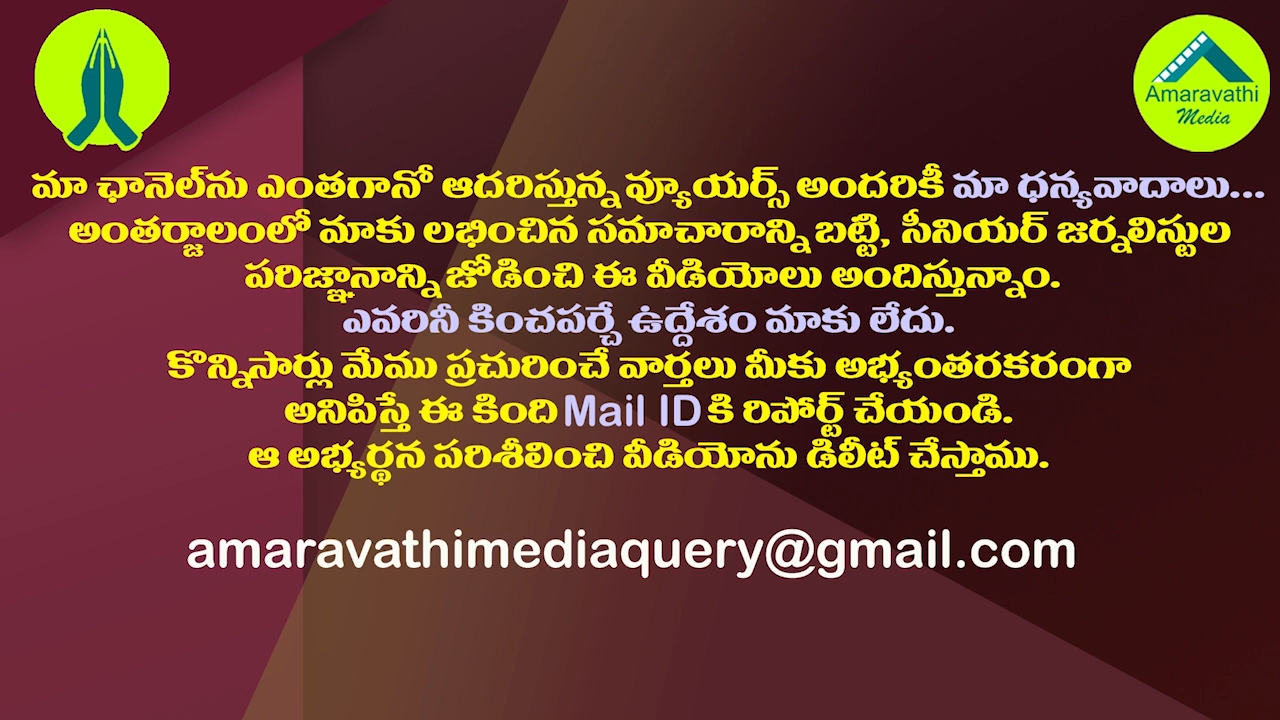 Amaravathi
Media
మా ఛానెల్‌ను ఎంతగానో ఆదరిస్తున్న వ్యూయర్స్ అందరికీ మా ధన్యవాదాలు...
అంతర్జాలంలో మాకు లభించిన సమాచారాన్ని బట్టి, సీనియర్ జర్నలిస్టుల
పరిజ్ఞానాన్ని జోడించి ఈ వీడియోలు అందిస్తున్నాం.
ఎవరినీ కించపర్చే ఉద్దేశం మాకు లేదు.
కొన్నిసార్లు మేము ప్రచురించే వార్తలు మీకు అభ్యంతరకరంగా
అనిపిస్తే ఈ కింది Mail ID కి రిపోర్ట్ చేయండి.
ఆ అభ్యర్థన పరిశీలించి వీడియోను డిలీట్ చేస్తాము.
amaravathimediaquery@gmail.com